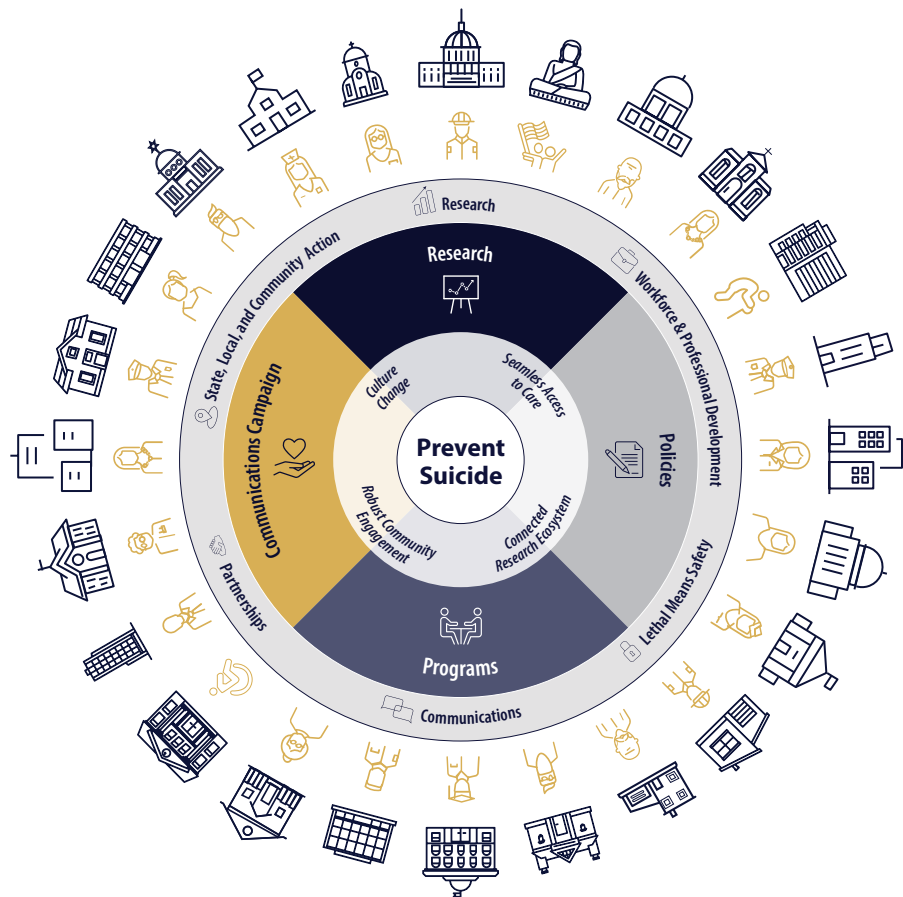 Research
Workforce & Professional Development
Lethal Means Safety
Communications
Partnerships
State, Local, and Community Action
Research
Policies
Programs
Communications Campaign
Culture
Change
Seamless Access
to Care
Connected
Research Ecosystem
Robust Community
Engagement
Prevent
Suicide